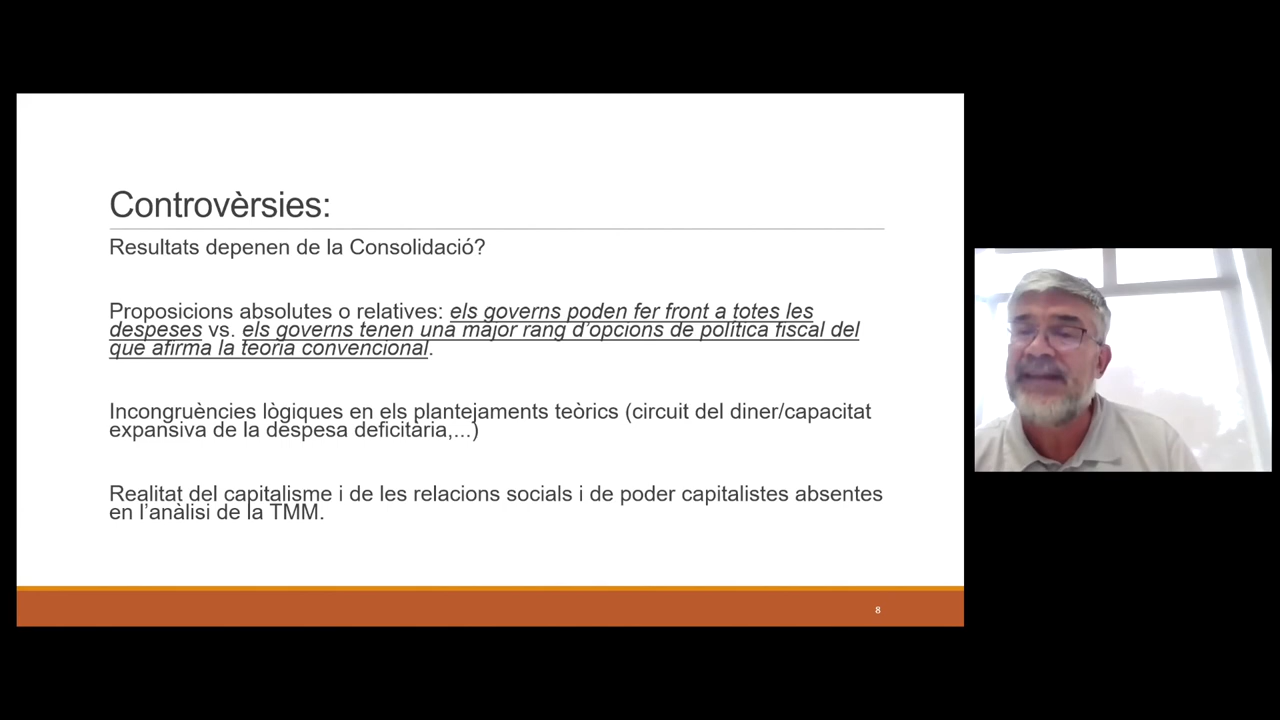 Controvèrsies:
Resultats depenen de la Consolidació?
Proposicions absolutes o relatives: els governs poden fer front a totes les
despeses vs. els governs tenen una major rang d'opcions de política fiscal del
que afirma la teoria convencional.
Incongruències lògiques en els plantejaments teòrics (circuit del diner/capacitat
expansiva de la despesa deficitària,...)
Realitat del capitalisme i de les relacions socials i de poder capitalistes absentes
en l'anàlisi de la TMM.
8